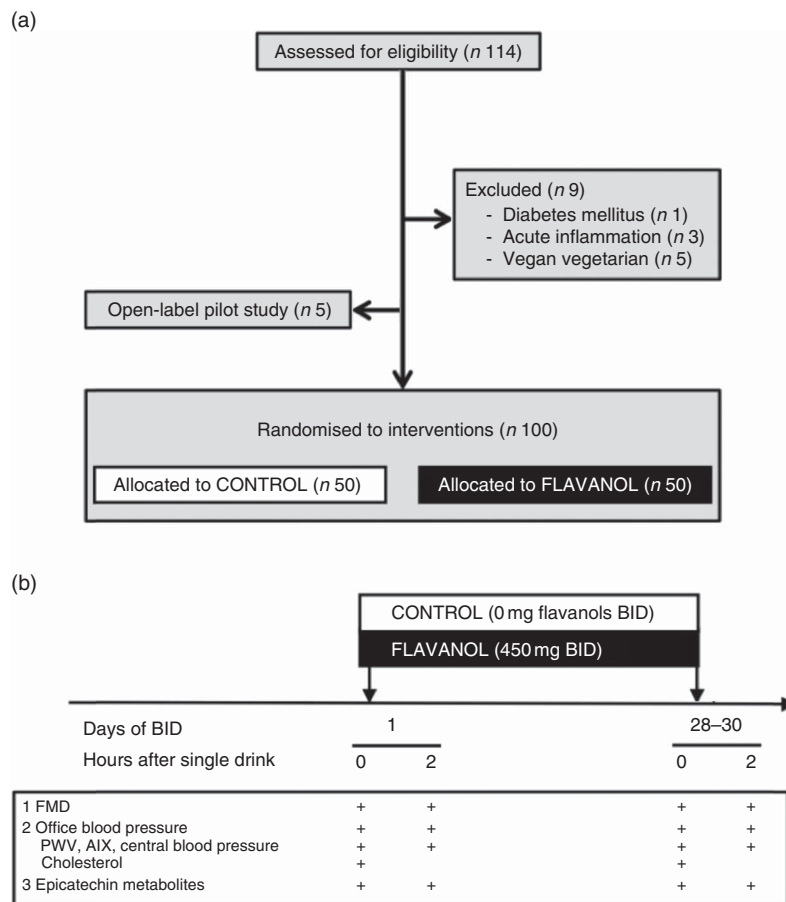 (a)
Assessed for eligibility (n 114)
Excluded (n 9)
- Diabetes mellitus (n 1)
- Acute inflammation (n 3)
- Vegan vegetarian (n 5)
Open-label pilot study (n 5)
Randomised to interventions (n 100)
Allocated to CONTROL (n 50)
Allocated to FLAVANOL (n 50)
(b)
CONTROL (0 mg flavanols BID)
FLAVANOL (450 mg BID)
Days of BID 1 28–30
Hours after single drink 0 2 0 2
1 FMD + + + +
2 Office blood pressure + + + +
PWV, AIX, central blood pressure + + + +
Cholesterol + +
3 Epicatechin metabolites + + + +